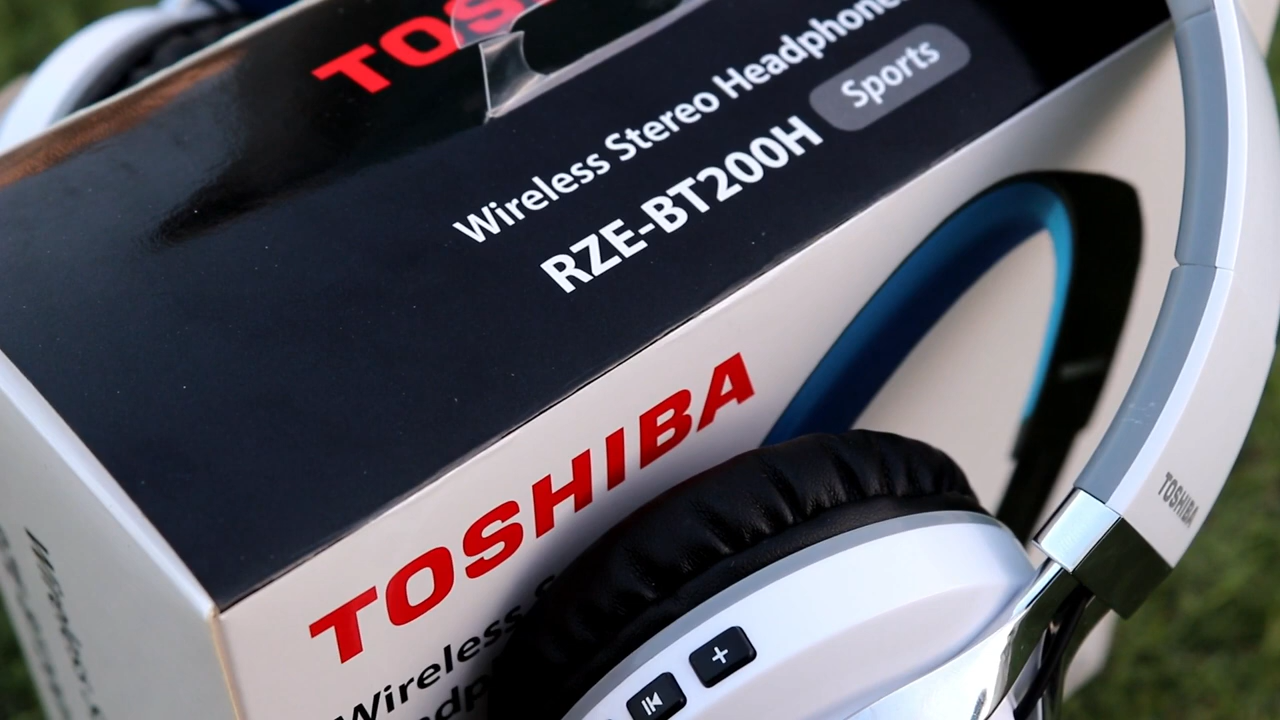 TOS
Wireless Stereo Headphone
Sports
RZE-BT200H
TOSHIBA
TOSHIBA
Wireless
+